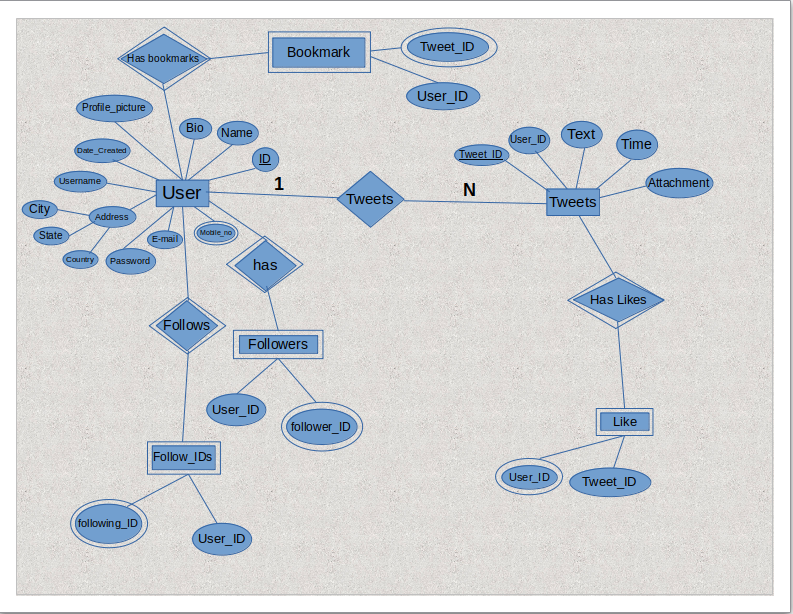 Has bookmarks
Bookmark
Tweet_ID
User_ID
Profile_picture
Bio
Name
ID
Date_Created
Username
City
Address
State
Country
Password
E-mail
Mobile_no
User
1
Tweets
N
Tweet_ID
User_ID
Text
Time
Attachment
Tweets
has
Has Likes
Follows
Followers
User_ID
follower_ID
Like
User_ID
Tweet_ID
Follow_IDs
following_ID
User_ID